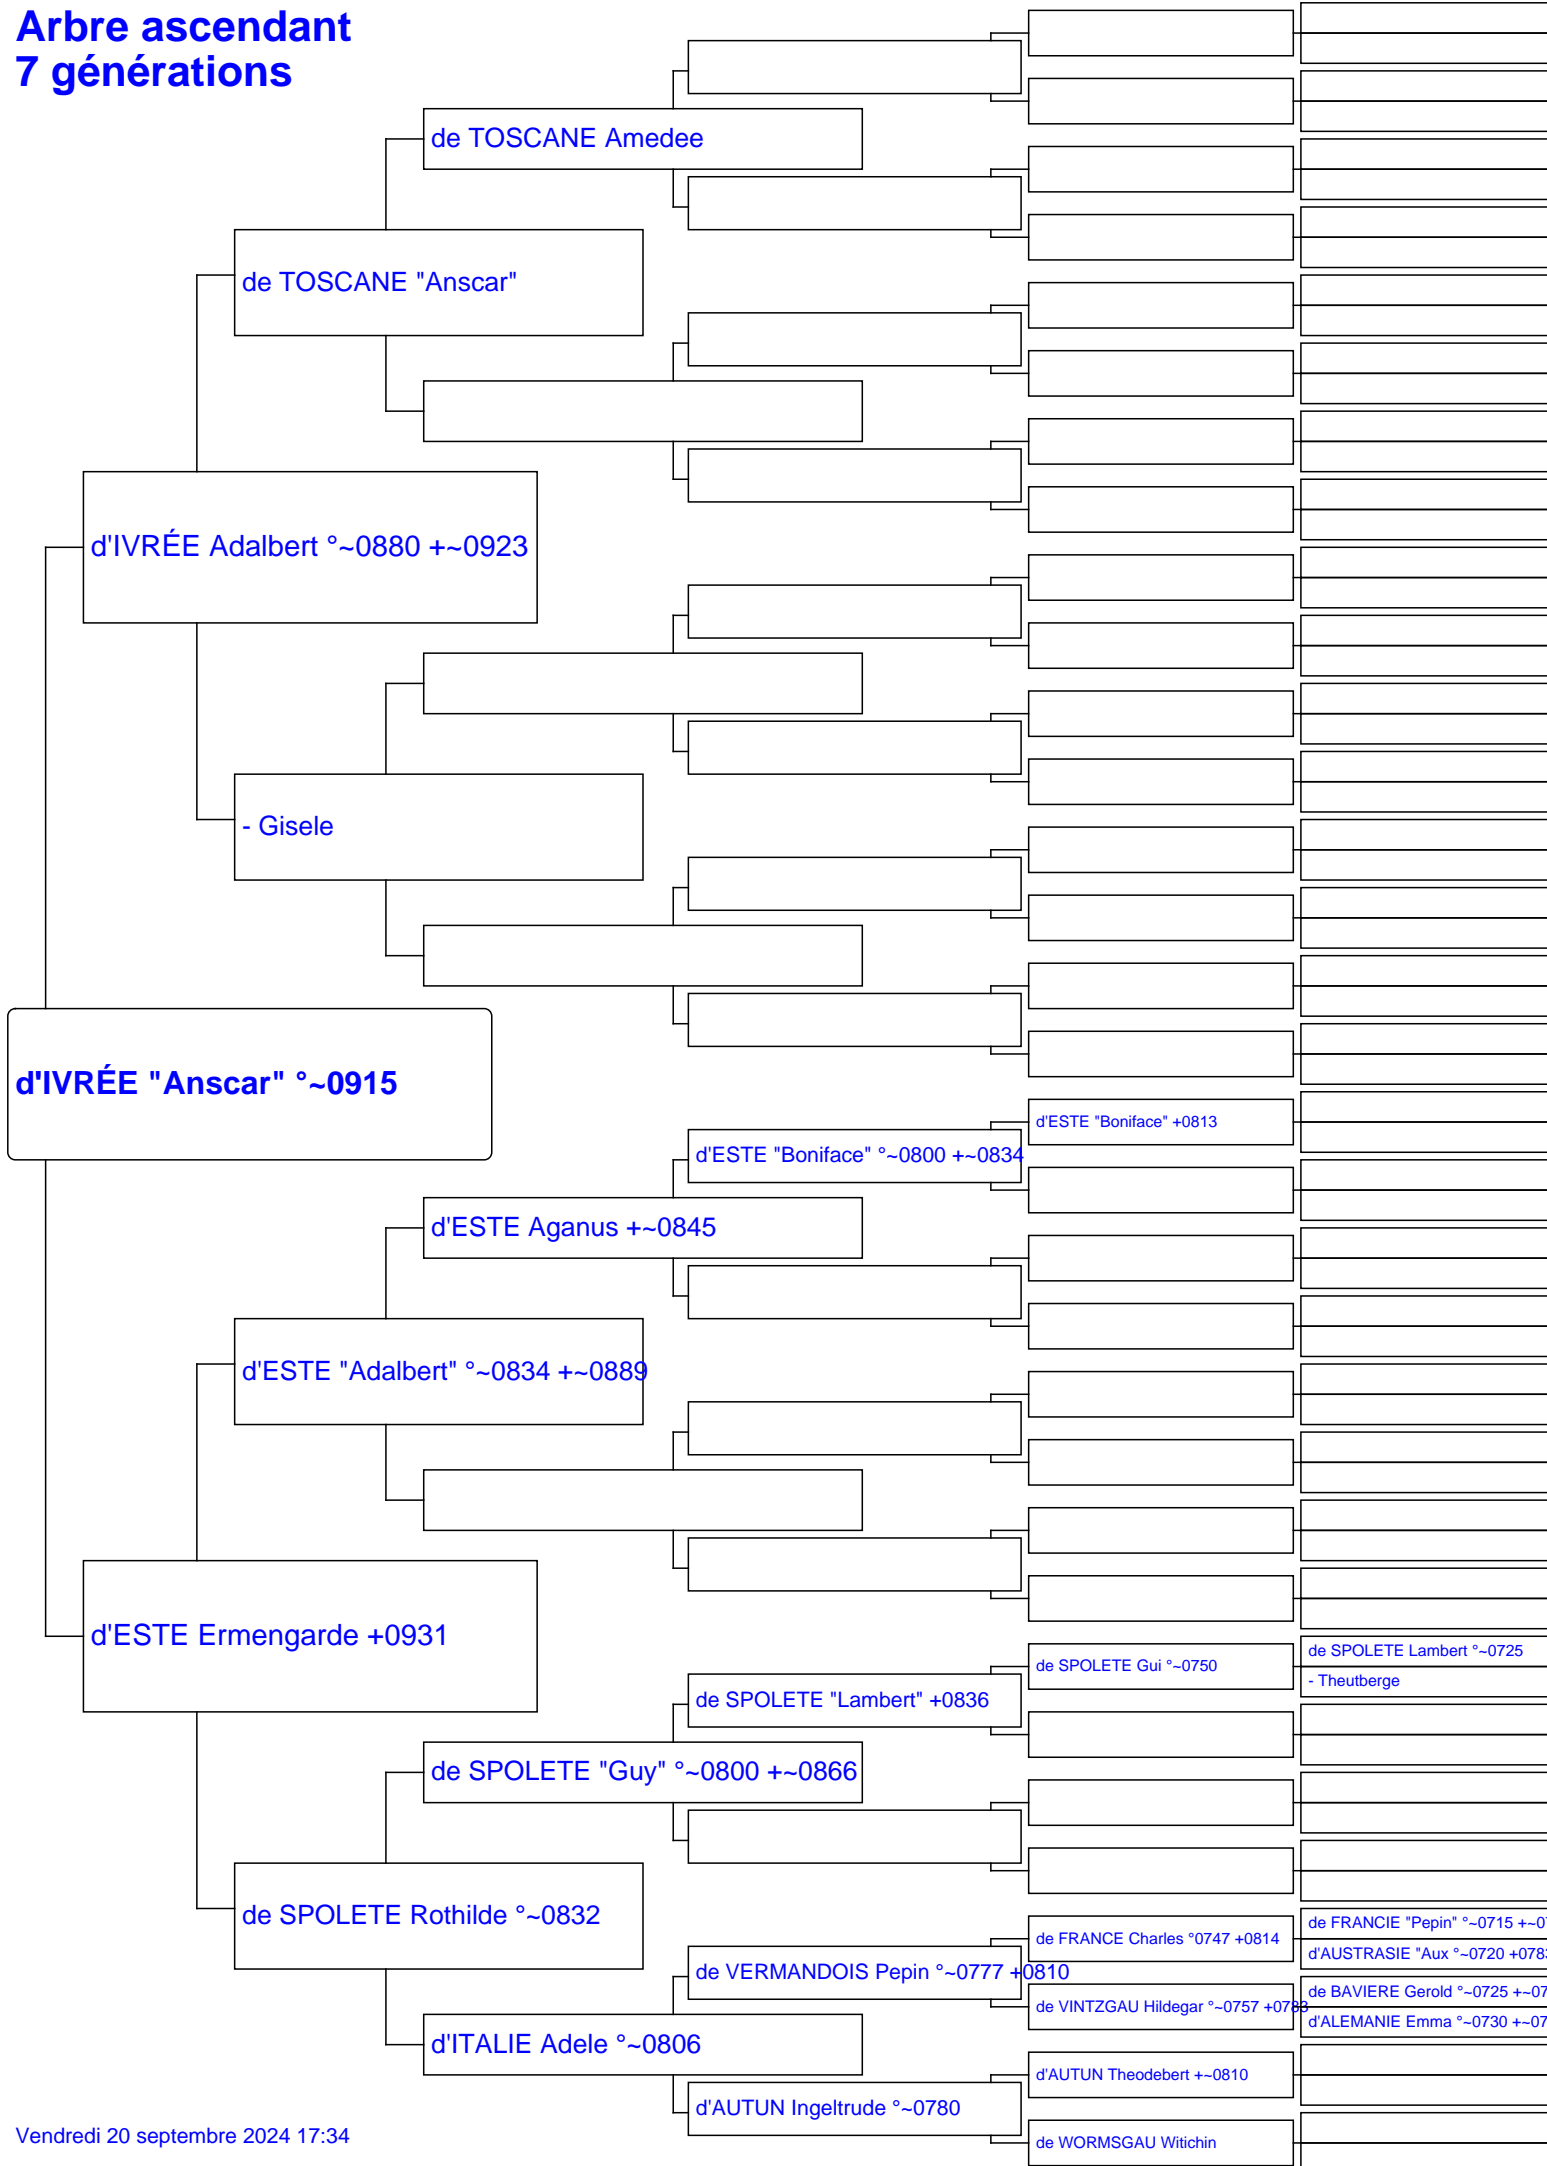 Arbre ascendant
7 générations
de TOSCANE Amedee
de TOSCANE "Anscar"
d'IVRÉE Adalbert °~0880 +~0923
- Gisele
d'IVRÉE "Anscar" °~0915
d'ESTE "Boniface" +0813
d'ESTE "Boniface" °~0800 +~0834
d'ESTE Aganus +~0845
d'ESTE "Adalbert" °~0834 +~0889
d'ESTE Ermengarde +0931
de SPOLETE Lambert °~0725
de SPOLETE Gui °~0750
- Theutberge
de SPOLETE "Lambert" +0836
de SPOLETE "Guy" °~0800 +~0866
de SPOLETE Rothilde °~0832
de FRANCIE "Pepin" °~0715 +~07
de FRANCE Charles °0747 +0814
d'AUSTRASIE "Aux °~0720 +0783
de VERMANDOIS Pepin °~0777 +0810
de BAVIERE Gerold °~0725 +~07
de VINTZGAU Hildegar °~0757 +0783
d'ALEMANIE Emma °~0730 +~07
d'ITALIE Adele °~0806
d'AUTUN Theodebert +~0810
d'AUTUN Ingeltrude °~0780
de WORMSGAU Witichin
Vendredi 20 septembre 2024 17:34